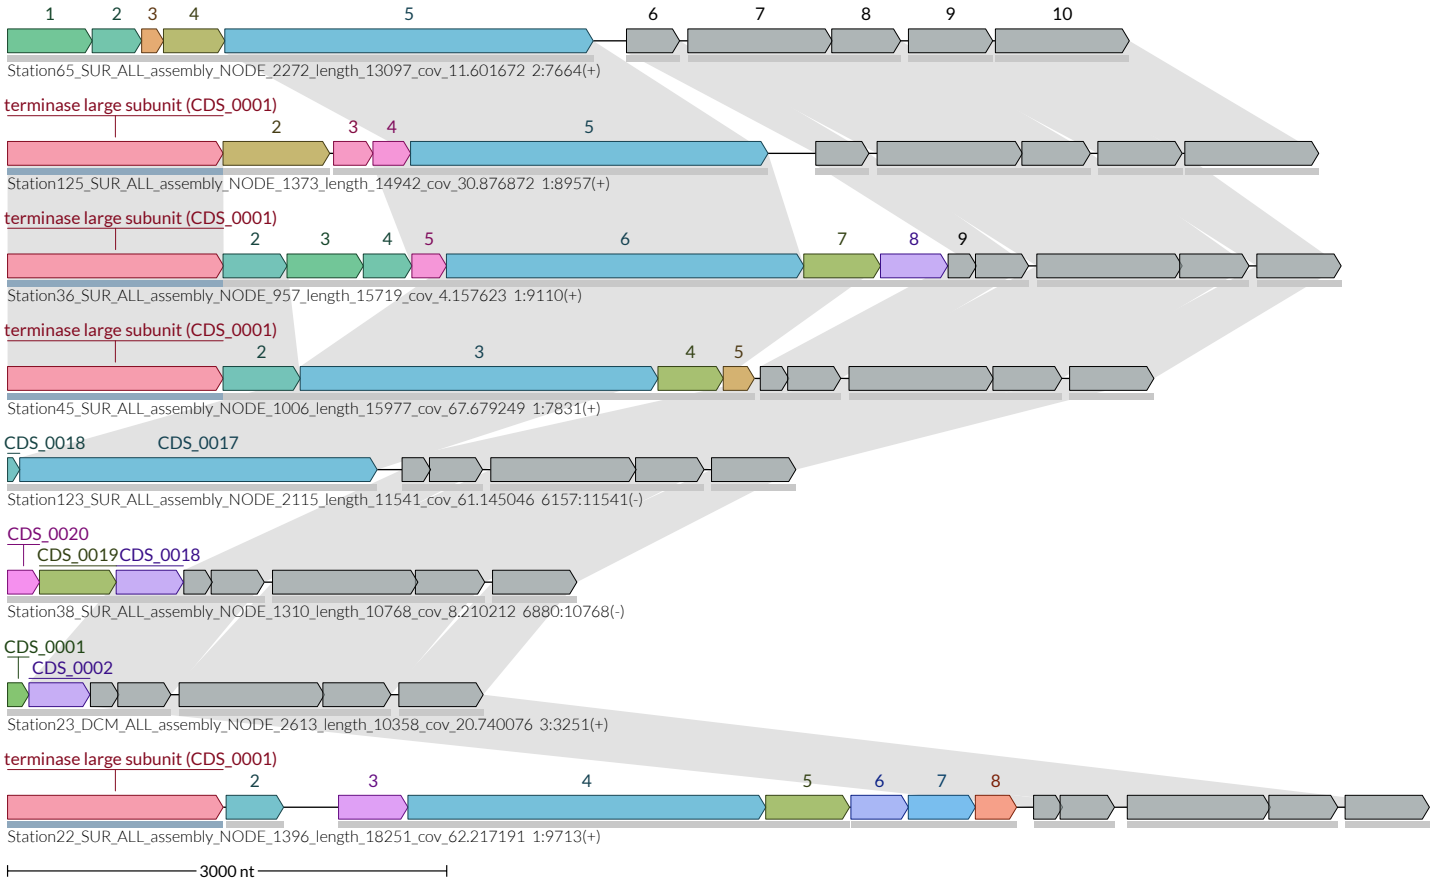 1 2 3 4 5 6 7 8 9 10
Station65_SUR_ALL_assembly_NODE_2272_length_13097_cov_11.601672 2:7664(+)
terminase large subunit (CDS_0001)
2 3 4 5
Station125_SUR_ALL_assembly_NODE_1373_length_14942_cov_30.876872 1:8957(+)
terminase large subunit (CDS_0001)
2 3 4 5 6 7 8 9
Station36_SUR_ALL_assembly_NODE_957_length_15719_cov_4.157623 1:9110(+)
terminase large subunit (CDS_0001)
2 3 4 5
Station45_SUR_ALL_assembly_NODE_1006_length_15977_cov_67.679249 1:7831(+)
CDS_0018 CDS_0017
Station123_SUR_ALL_assembly_NODE_2115_length_11541_cov_61.145046 6157:11541(-)
CDS_0020
CDS_0019 CDS_0018
Station38_SUR_ALL_assembly_NODE_1310_length_10768_cov_8.210212 6880:10768(-)
CDS_0001
CDS_0002
Station23_DCM_ALL_assembly_NODE_2613_length_10358_cov_20.740076 3:3251(+)
terminase large subunit (CDS_0001)
2 3 4 5 6 7 8
Station22_SUR_ALL_assembly_NODE_1396_length_18251_cov_62.217191 1:9713(+)
3000 nt